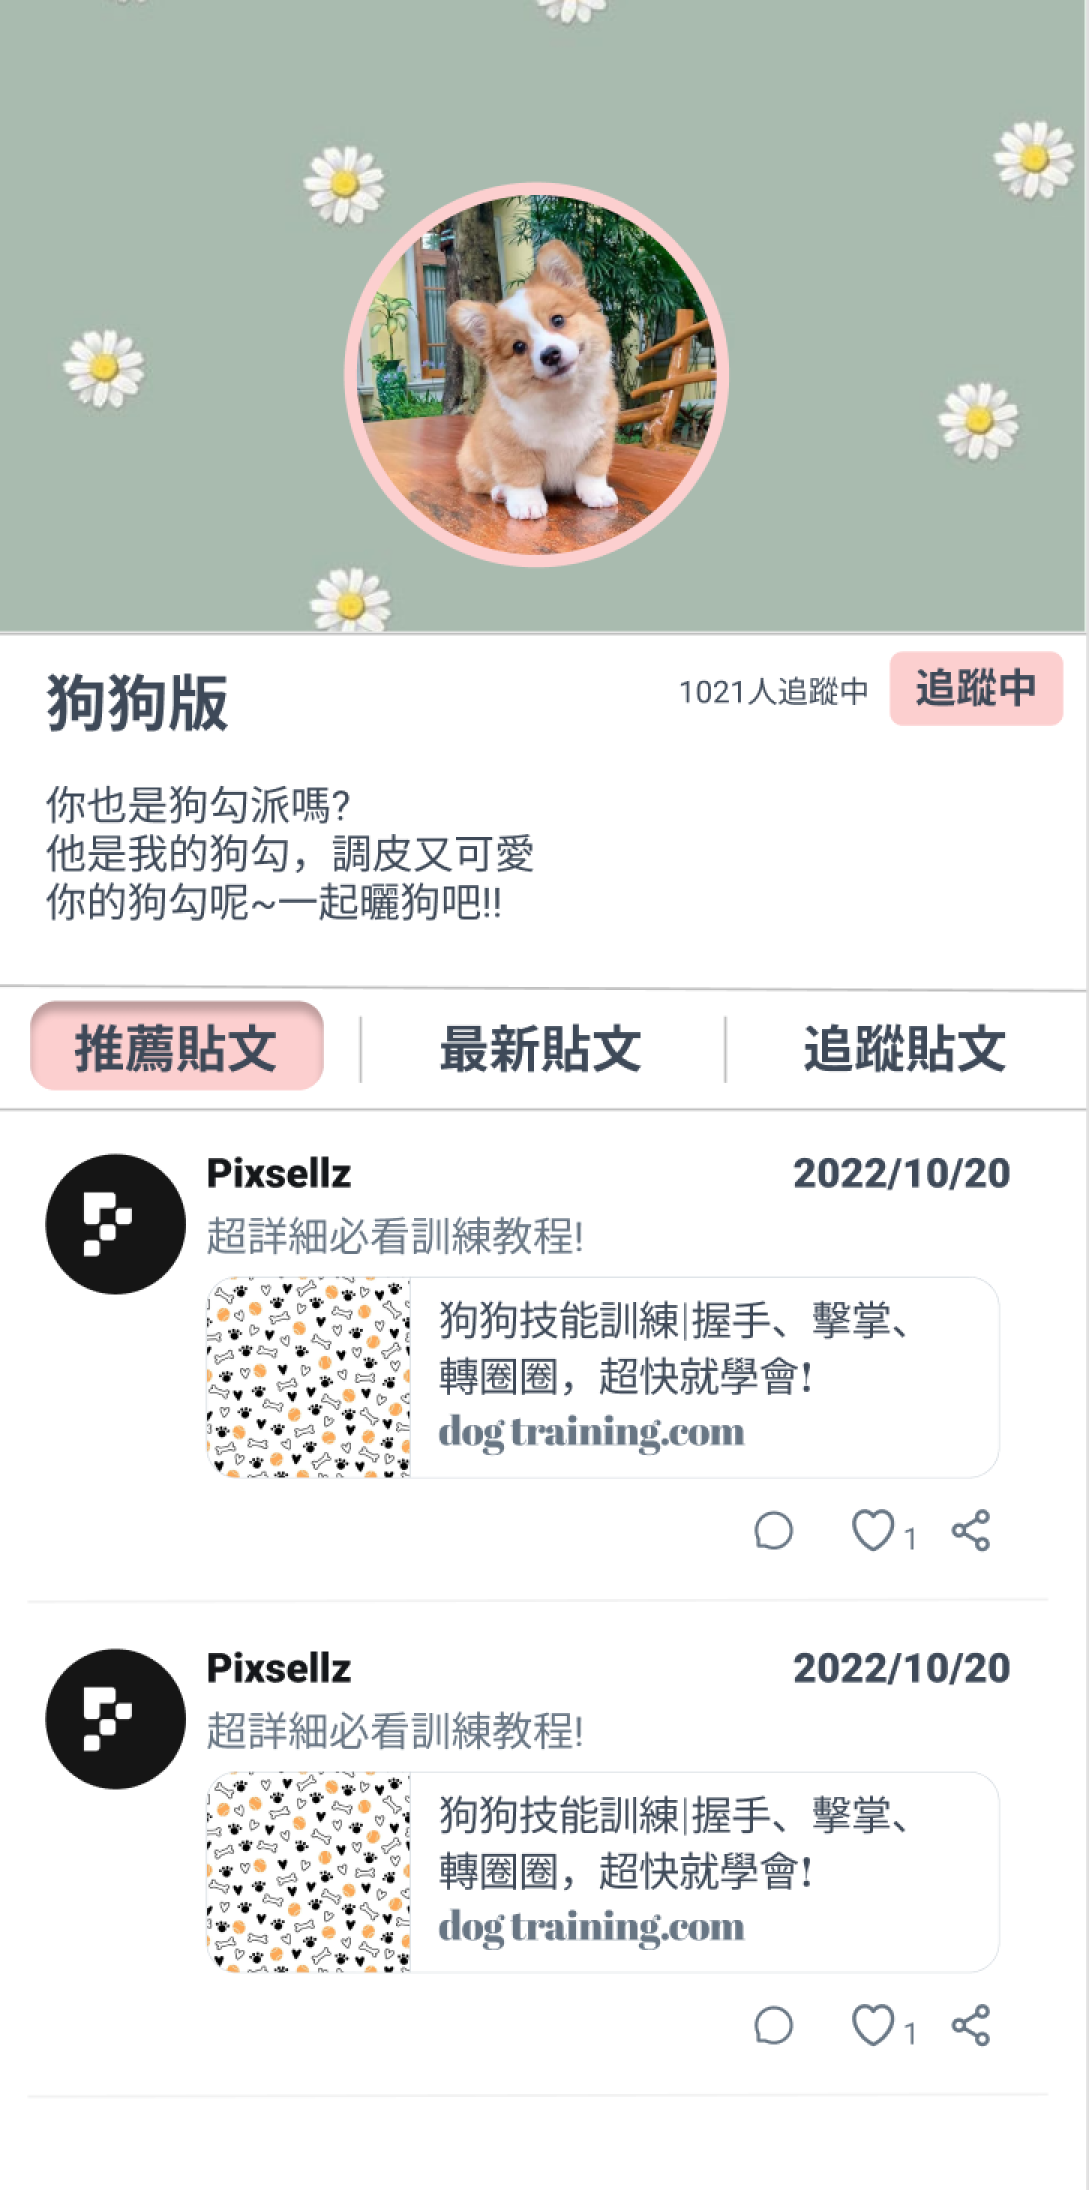 狗狗版
1021人追蹤中
追蹤中
你也是狗勾派嗎?
他是我的狗勾，調皮又可愛
你的狗勾呢~一起曬狗吧!!
推薦貼文
最新貼文
追蹤貼文
Pixsellz
2022/10/20
超詳細必看訓練教程!
狗狗技能訓練|握手、擊掌、
轉圈圈，超快就學會!
dog training.com
1
Pixsellz
2022/10/20
超詳細必看訓練教程!
狗狗技能訓練|握手、擊掌、
轉圈圈，超快就學會!
dog training.com
1